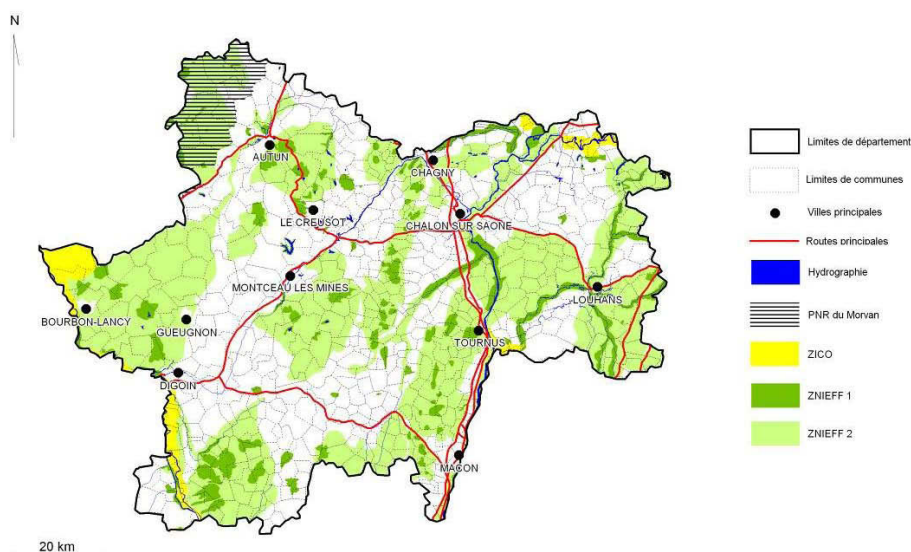 N
AUTUN
CHAGNY
LE CREUSOT
CHALON SUR SAONE
MONTCEAU LES MINES
LOUHANS
BOURBON-LANCY
GUEUGNON
TOURNUS
DIGOIN
MACON
20 km
Limites de département
Limites de communes
Villes principales
Routes principales
Hydrographie
PNR du Morvan
ZICO
ZNIEFF 1
ZNIEFF 2